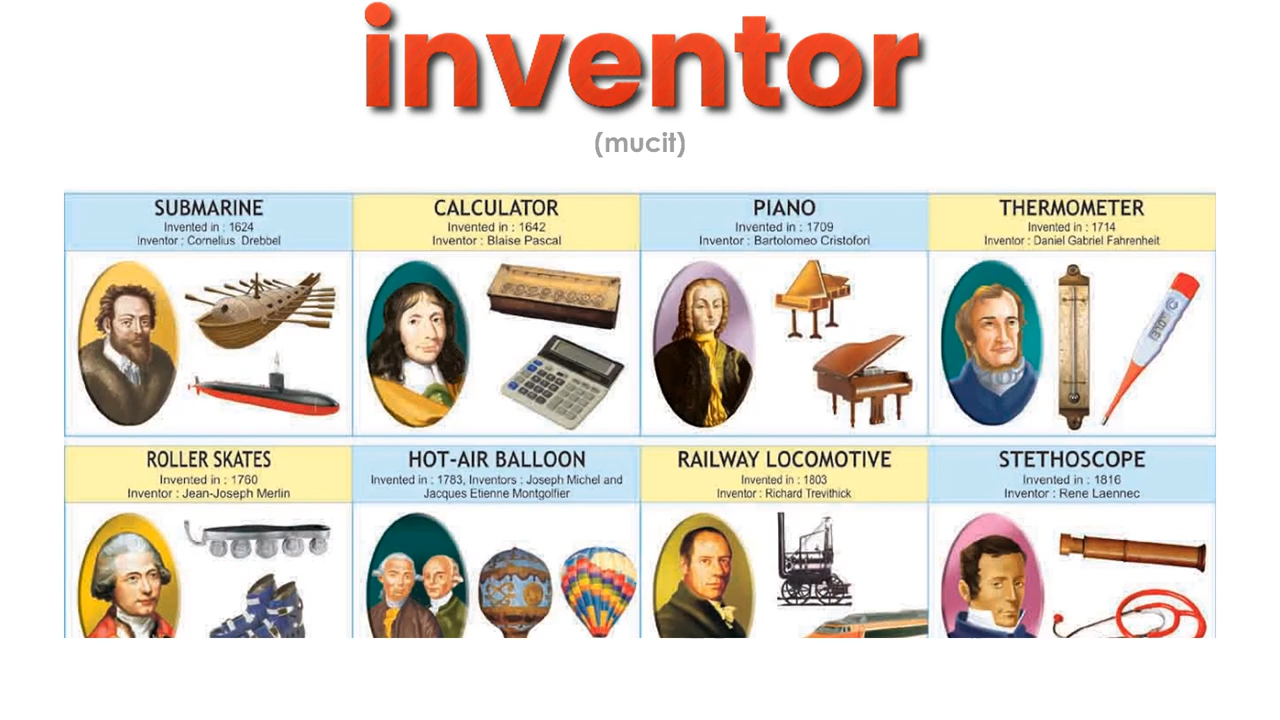 inventor
(mucit)
SUBMARINE
Invented in : 1624
Inventor : Cornelius Drebbel
CALCULATOR
Invented in : 1642
Inventor : Blaise Pascal
PIANO
Invented in : 1709
Inventor : Bartolomeo Cristofori
THERMOMETER
Invented in : 1714
Inventor : Daniel Gabriel Fahrenheit
ROLLER SKATES
Invented in : 1760
Inventor : Jean-Joseph Merlin
HOT-AIR BALLOON
Invented in : 1783, Inventors : Joseph Michel and
Jacques Etienne Montgolfier
RAILWAY LOCOMOTIVE
Invented in : 1803
Inventor : Richard Trevithick
STETHOSCOPE
Invented in : 1816
Inventor : Rene Laennec